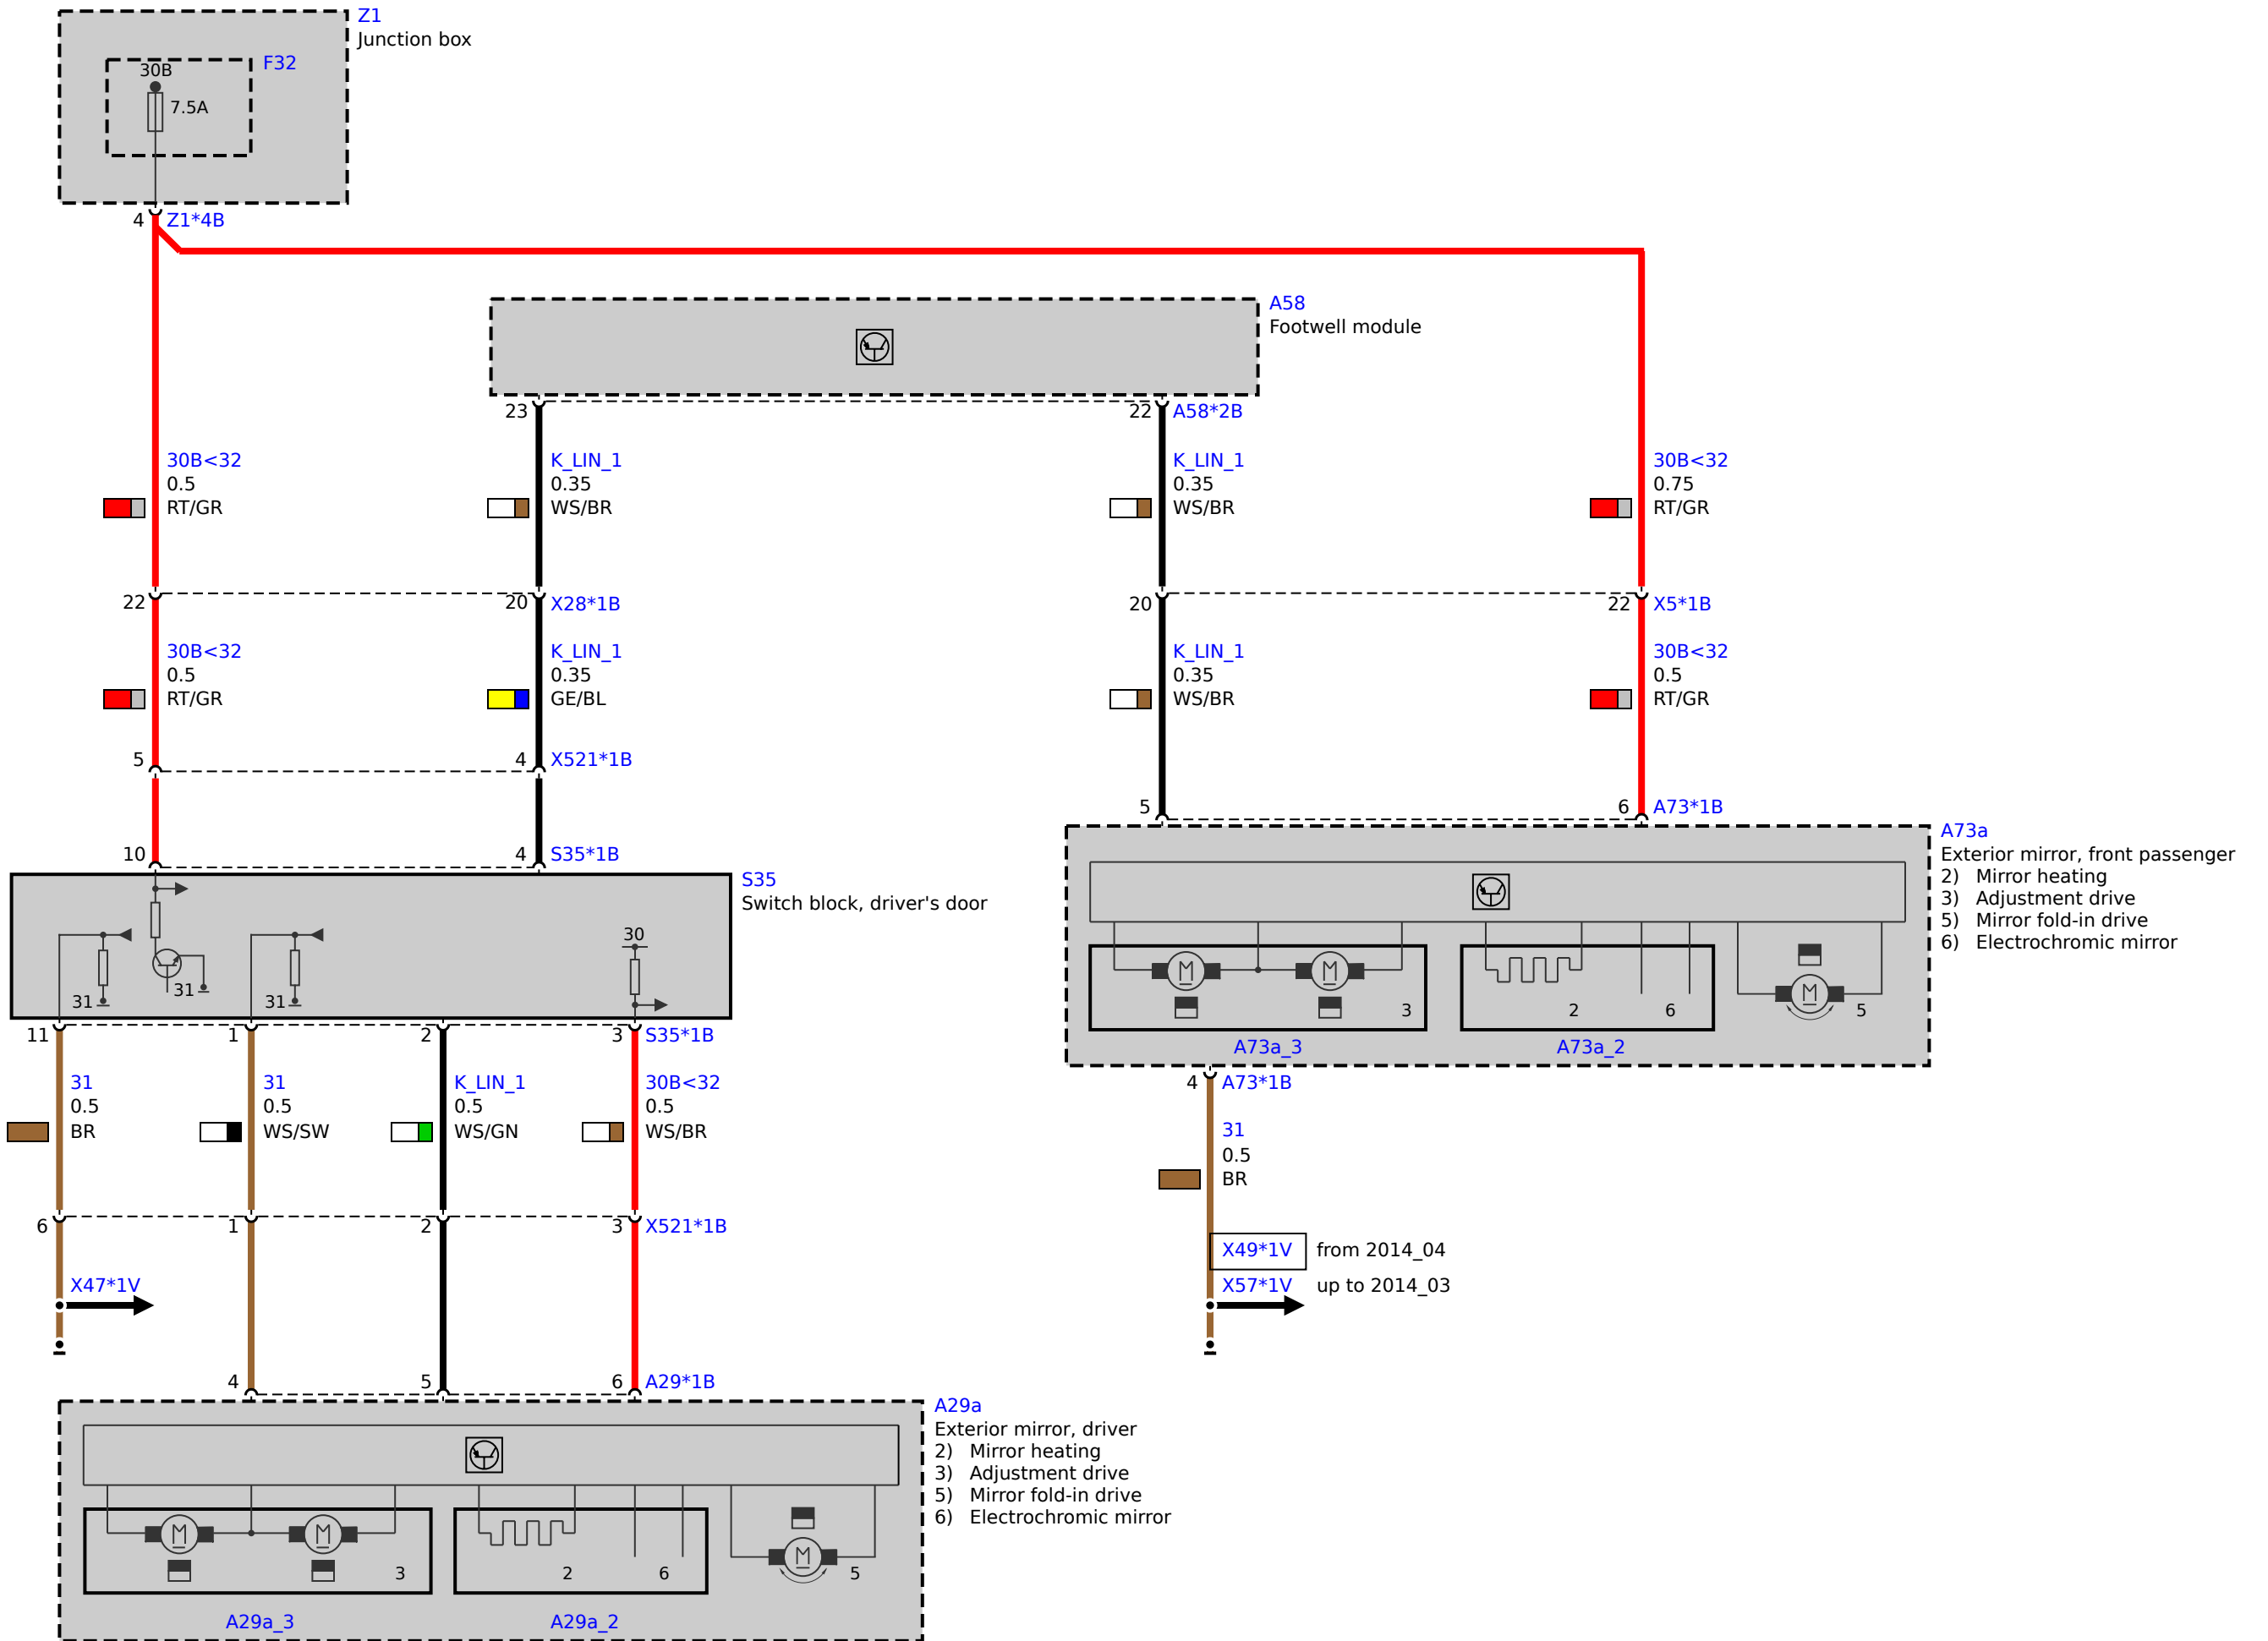 Z1
Junction box
F32
30B
7.5A
4 Z1*4B
A58
Footwell module
23 22 A58*2B
30B<32 K_LIN_1 K_LIN_1 30B<32
0.5 0.35 0.35 0.75
RT/GR WS/BR WS/BR RT/GR
22 20 X28*1B 20 22 X5*1B
30B<32 K_LIN_1 K_LIN_1 30B<32
0.5 0.35 0.35 0.5
RT/GR GE/BL WS/BR RT/GR
5 4 X521*1B
5 6 A73*1B
10 4 S35*1B
S35
Switch block, driver's door
30
31 31 31
A73a
Exterior mirror, front passenger
2) Mirror heating
3) Adjustment drive
5) Mirror fold-in drive
6) Electrochromic mirror
M M M
3 2 6 5
A73a_3 A73a_2
11 1 2 3 S35*1B
4 A73*1B
31 31 K_LIN_1 30B<32
0.5 0.5 0.5 0.5
BR WS/SW WS/GN WS/BR
31
0.5
BR
6 1 2 3 X521*1B
X49*1V from 2014_04
X47*1V
X57*1V up to 2014_03
4 5 6 A29*1B
A29a
Exterior mirror, driver
2) Mirror heating
3) Adjustment drive
5) Mirror fold-in drive
6) Electrochromic mirror
M M M
3 2 6 5
A29a_3 A29a_2